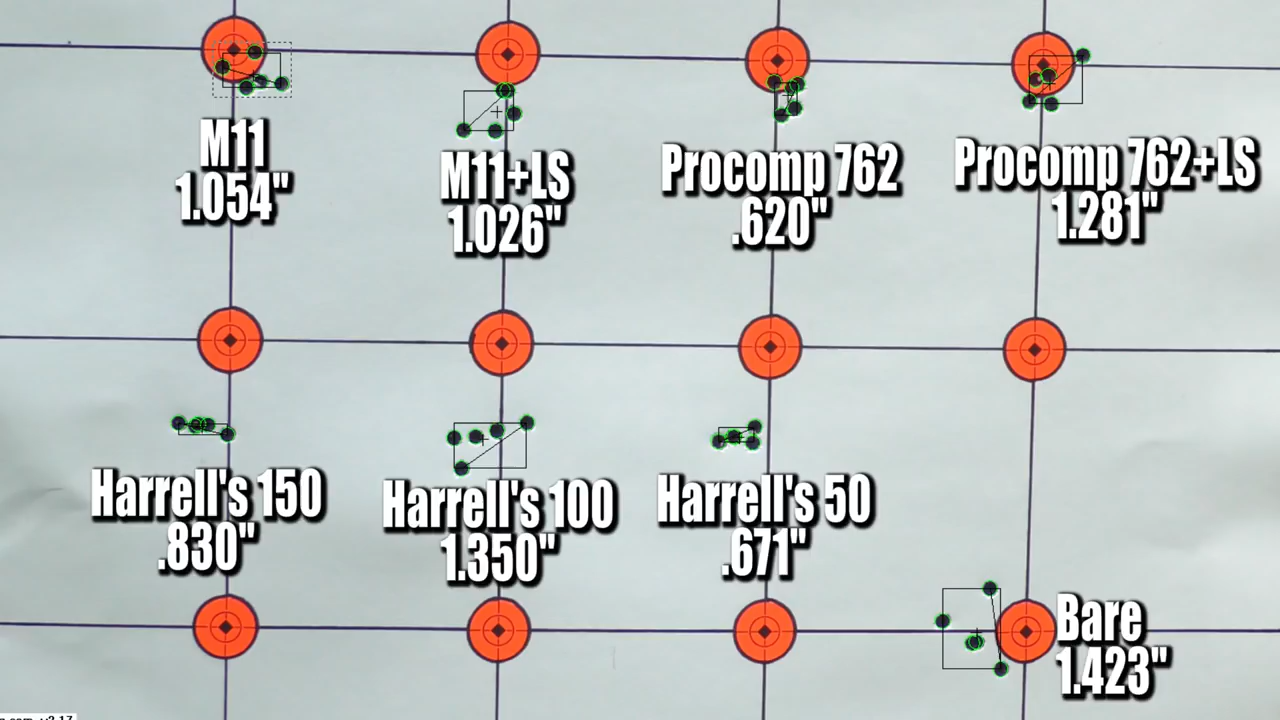 M11
1.054"
M11+LS
1.026"
Procomp 762
.620"
Procomp 762+LS
1.281"
Harrell's 150
.830"
Harrell's 100
1.350"
Harrell's 50
.671"
Bare
1.423"